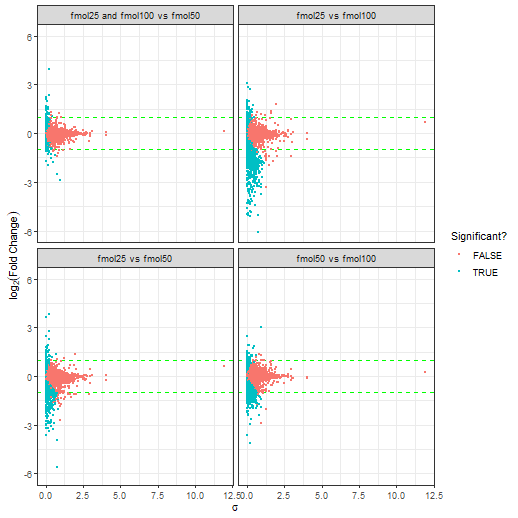 fmol25 and fmol100 vs fmol50
fmol25 vs fmol100
6
3
0
-3
-6
fmol25 vs fmol50
fmol50 vs fmol100
6
3
0
-3
-6
0.0 2.5 5.0 7.5 10.0 12.5
0.0 2.5 5.0 7.5 10.0 12.5
σ
log₂(Fold Change)
Significant?
FALSE
TRUE